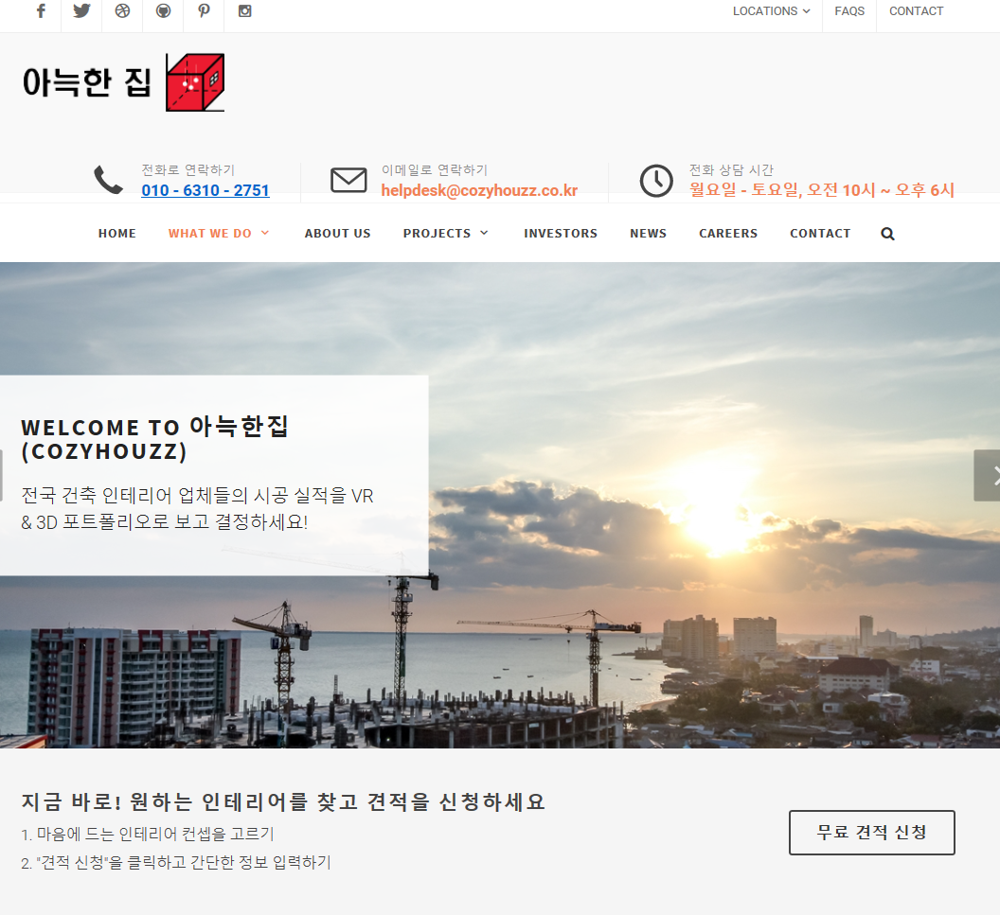 LOCATIONS FAQS CONTACT
아늑한 집
전화로 연락하기
010 - 6310 - 2751
이메일로 연락하기
helpdesk@cozyhouzz.co.kr
전화 상담 시간
월요일 - 토요일, 오전 10시 ~ 오후 6시
HOME WHAT WE DO ABOUT US PROJECTS INVESTORS NEWS CAREERS CONTACT
WELCOME TO 아늑한집
(COZYHOUZZ)
전국 건축 인테리어 업체들의 시공 실적을 VR
& 3D 포트폴리오로 보고 결정하세요!
지금 바로! 원하는 인테리어를 찾고 견적을 신청하세요
1. 마음에 드는 인테리어 컨셉을 고르기
2. "견적 신청"을 클릭하고 간단한 정보 입력하기
무료 견적 신청